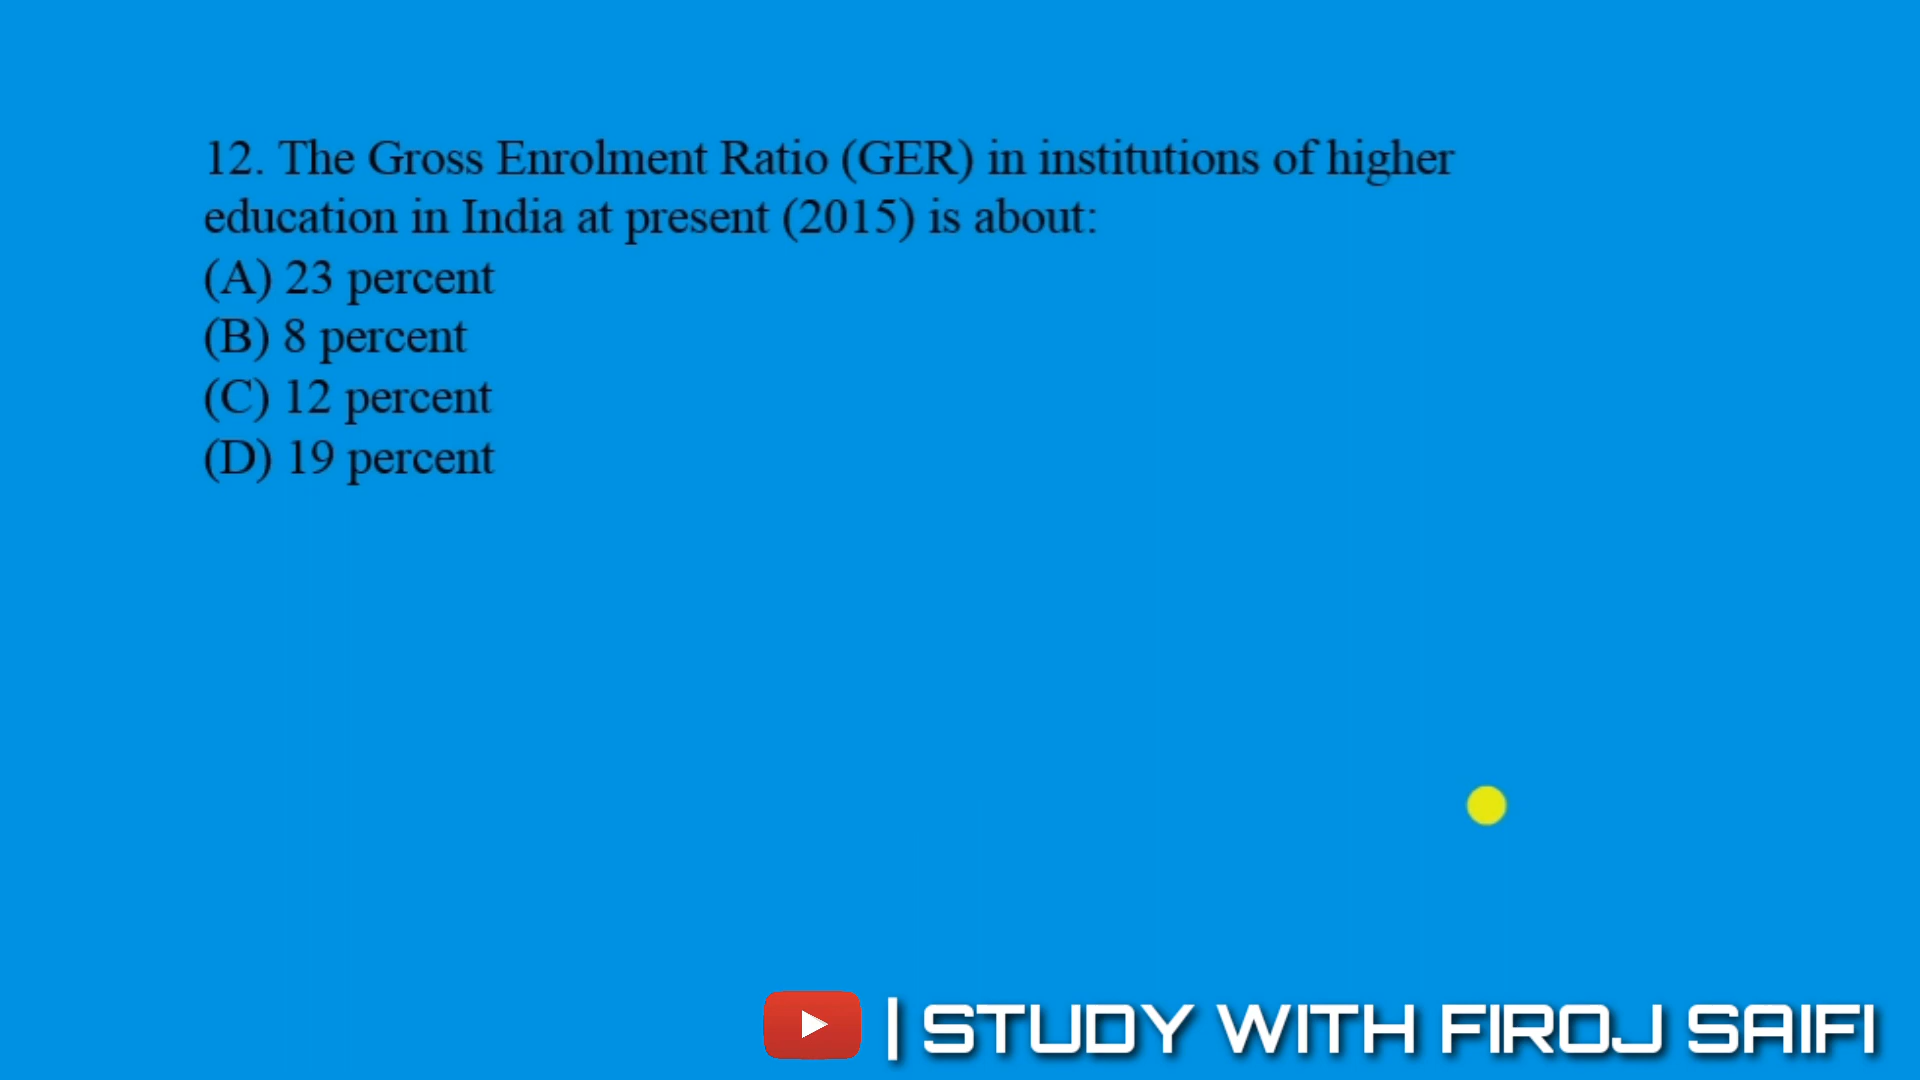 12. The Gross Enrolment Ratio (GER) in institutions of higher
education in India at present (2015) is about:
(A) 23 percent
(B) 8 percent
(C) 12 percent
(D) 19 percent
| STUDY WITH FIROJ SAIFI